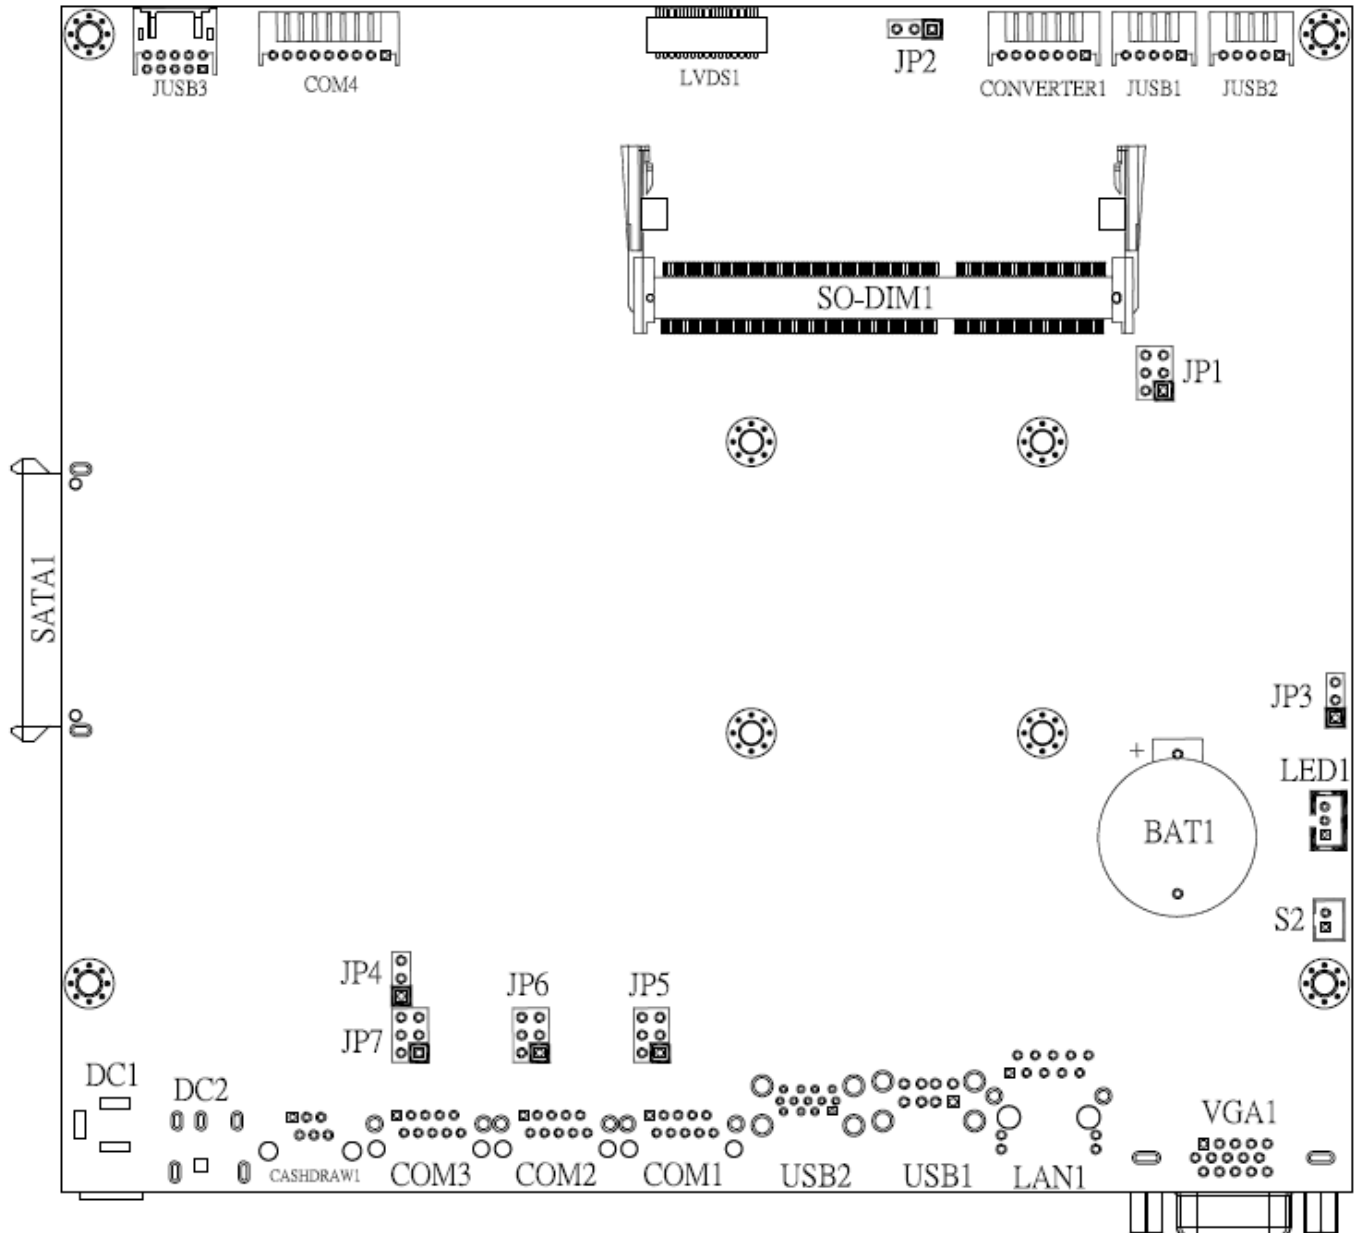 JUSB3
COM4
LVDS1
JP2
CONVERTER1
JUSB1
JUSB2
SO-DIM1
JP1
SATA1
JP3
+
LED1
BAT1
S2
JP4
JP6
JP5
JP7
DC1
DC2
VGA1
CASHDRAW1
COM3
COM2
COM1
USB2
USB1
LAN1